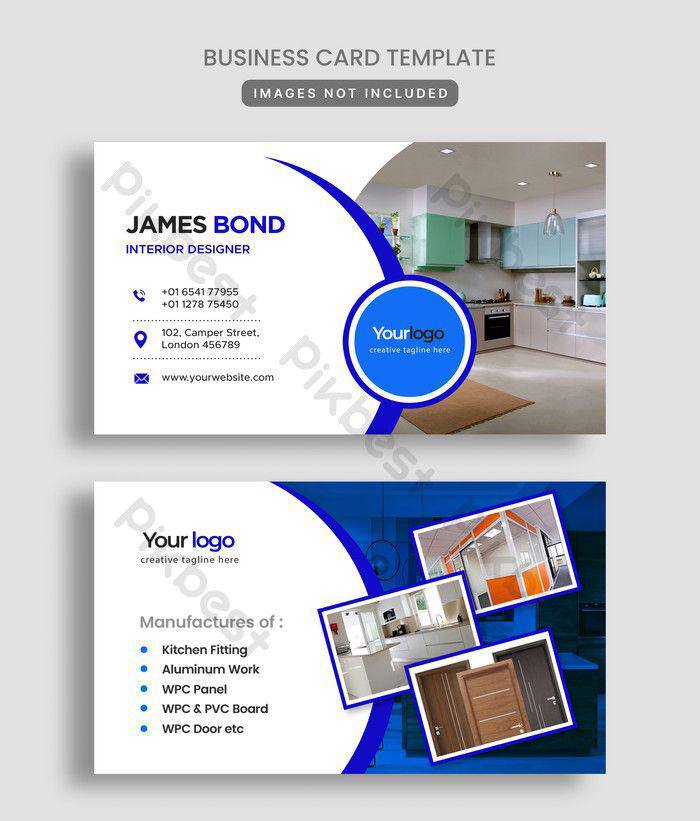 BUSINESS CARD TEMPLATE
IMAGES NOT INCLUDED
JAMES BOND
INTERIOR DESIGNER
+01 6541 77955
+01 1278 75450
102, Camper Street,
London 456789
www.yourwebsite.com
Yourlogo
creative tagline here
Your logo
creative tagline here
Manufactures of :
Kitchen Fitting
Aluminum Work
WPC Panel
WPC & PVC Board
WPC Door etc
pikbest
pikbest
pikbest
pikbest